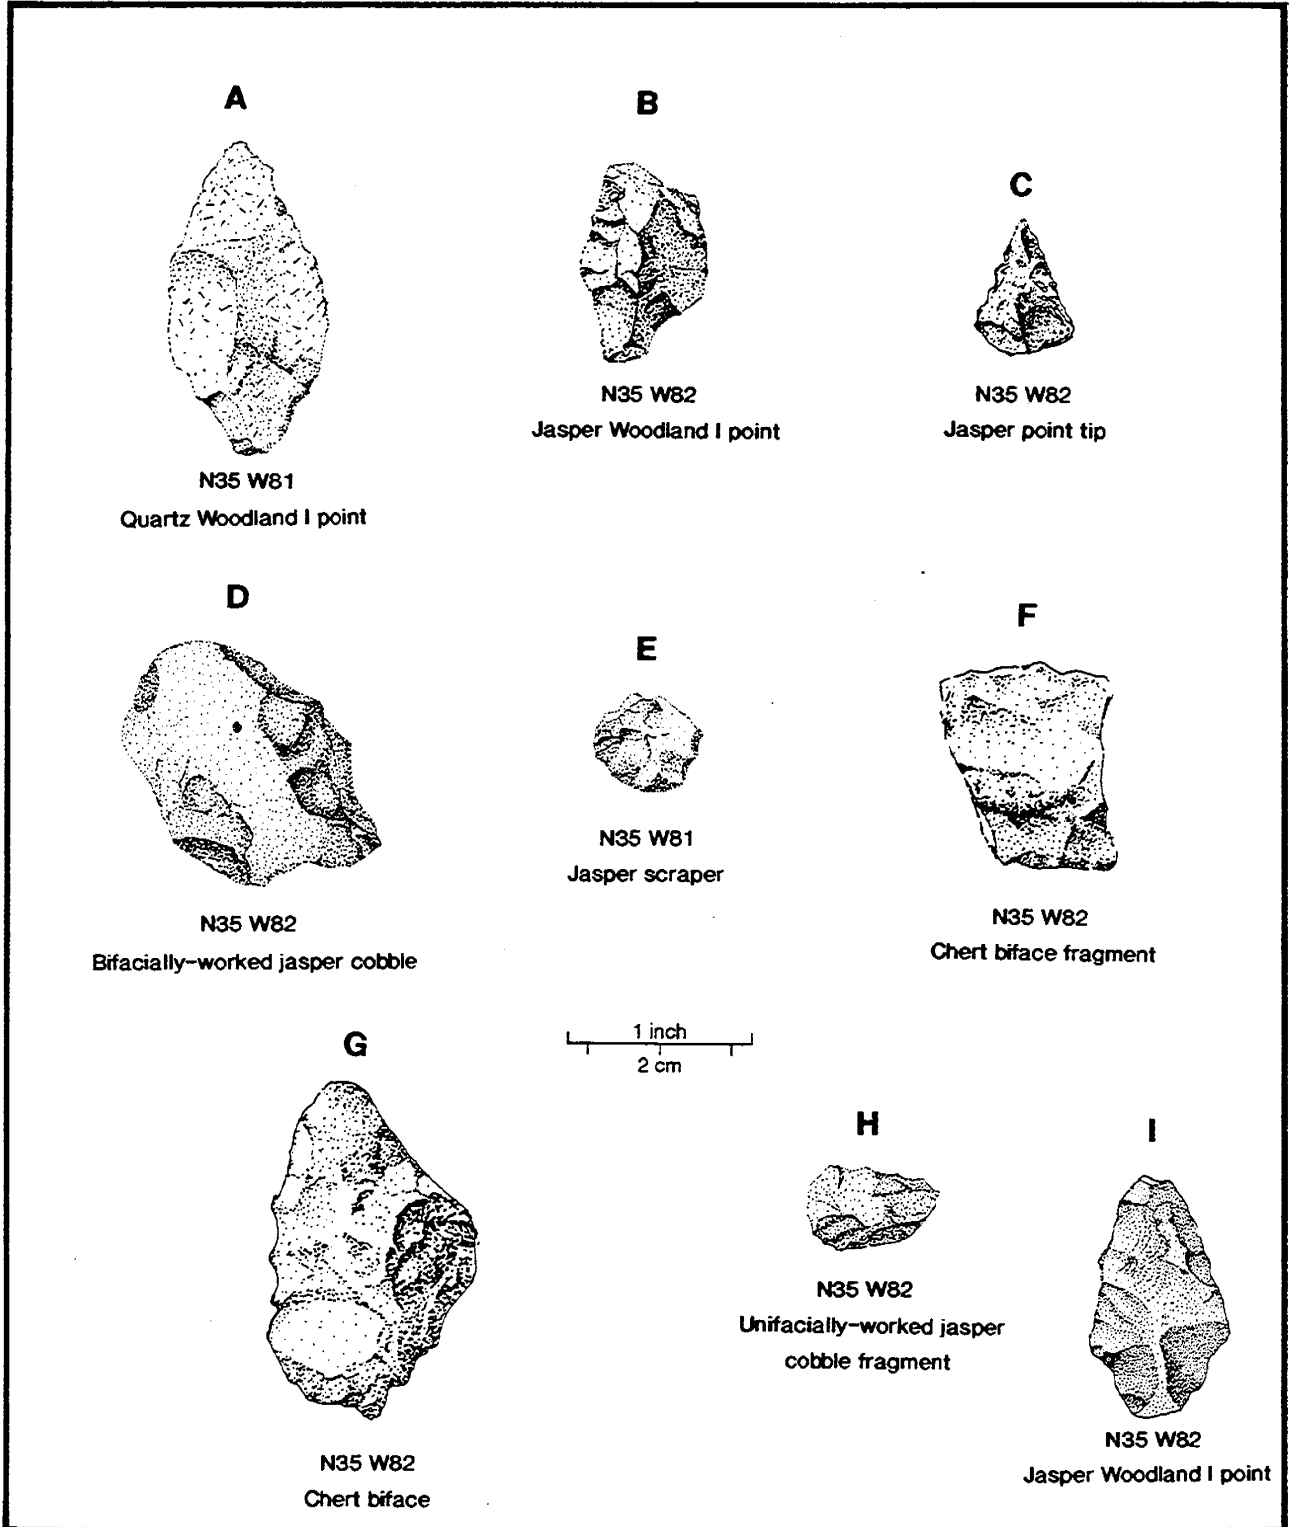 A
N35 W81
Quartz Woodland I point
B
N35 W82
Jasper Woodland I point
C
N35 W82
Jasper point tip
D
N35 W82
Bifacially-worked jasper cobble
E
N35 W81
Jasper scraper
F
N35 W82
Chert biface fragment
1 inch
2 cm
G
N35 W82
Chert biface
H
N35 W82
Unifacially-worked jasper
cobble fragment
I
N35 W82
Jasper Woodland I point